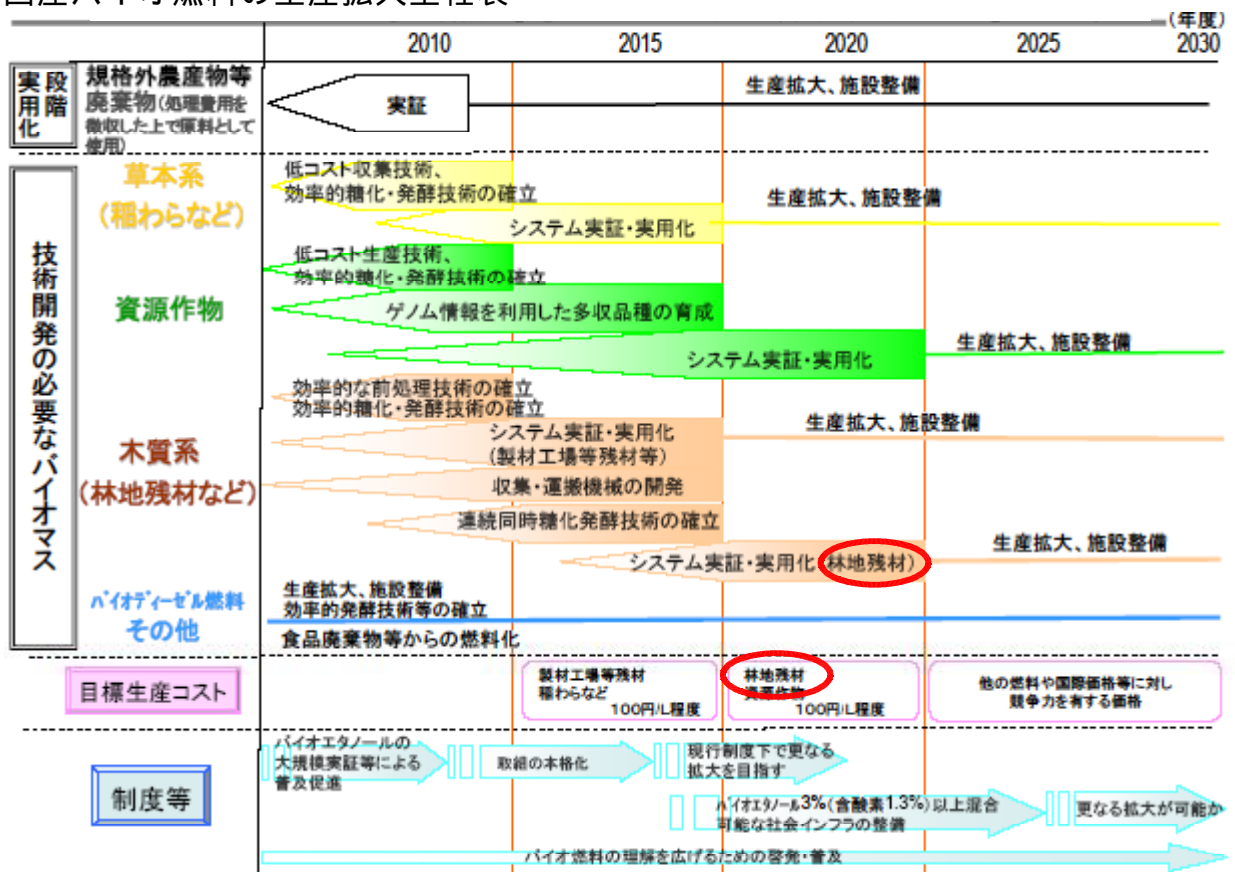 国産バイオ燃料の生産拡大工程表
(年度)
2010 2015 2020 2025 2030
実用化段階
規格外農産物等
廃棄物(処理費用を
徴収した上で原料として
使用)
実証
生産拡大、施設整備
技術開発の必要なバイオマス
草本系
(稲わらなど)
低コスト収集技術、
効率的糖化・発酵技術の確立
システム実証・実用化
生産拡大、施設整備
資源作物
低コスト生産技術、
効率的糖化・発酵技術の確立
ゲノム情報を利用した多収品種の育成
システム実証・実用化
生産拡大、施設整備
木質系
(林地残材など)
効率的な前処理技術の確立
効率的糖化・発酵技術の確立
システム実証・実用化
(製材工場等残材等)
生産拡大、施設整備
収集・運搬機械の開発
連続同時糖化発酵技術の確立
システム実証・実用化(林地残材)
生産拡大、施設整備
バイオディーゼル燃料
その他
生産拡大、施設整備
効率的発酵技術等の確立
食品廃棄物等からの燃料化
目標生産コスト
製材工場等残材
稲わらなど
100円/L程度
林地残材
資源作物
100円/L程度
他の燃料や国際価格等に対し
競争力を有する価格
制度等
バイオエタノールの
大規模実証等による
普及促進
取組の本格化
現行制度下で更なる
拡大を目指す
バイオエタノール3%(含酸素1.3%)以上混合
可能な社会インフラの整備
更なる拡大が可能か
バイオ燃料の理解を広げるための啓発・普及